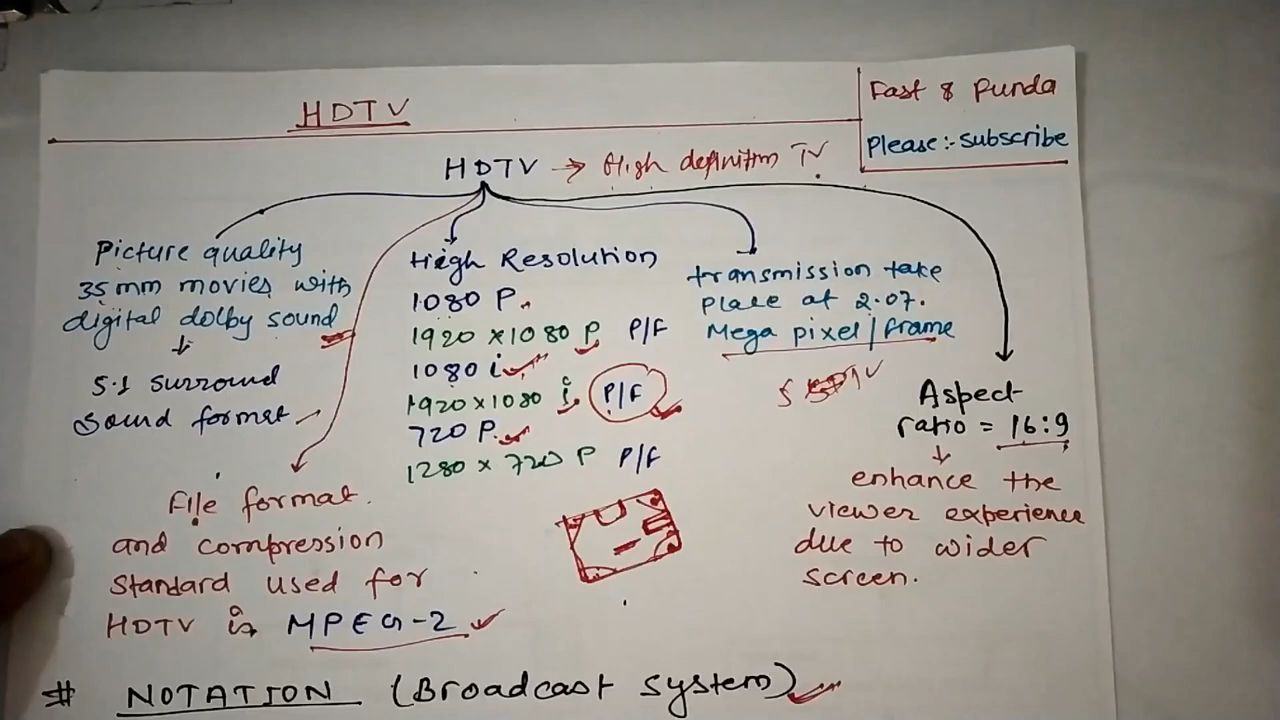 HDTV
Fast & Funda
Please:- subscribe
HDTV → High definition TV.
Picture quality
35mm movies with
digital dolby sound
↓
5.1 surround
sound format
High Resolution
1080 P
1920 x 1080 P P/F
1080 i
1920 x 1080 i P/F
720 P
1280 x 720 P P/F
transmission take
place at 2.07.
Mega pixel/frame
Aspect
ratio = 16:9
↓
enhance the
viewer experience
due to wider
screen.
File format.
and compression
standard used for
HDTV is MPEG-2
# NOTATION (Broadcast system)